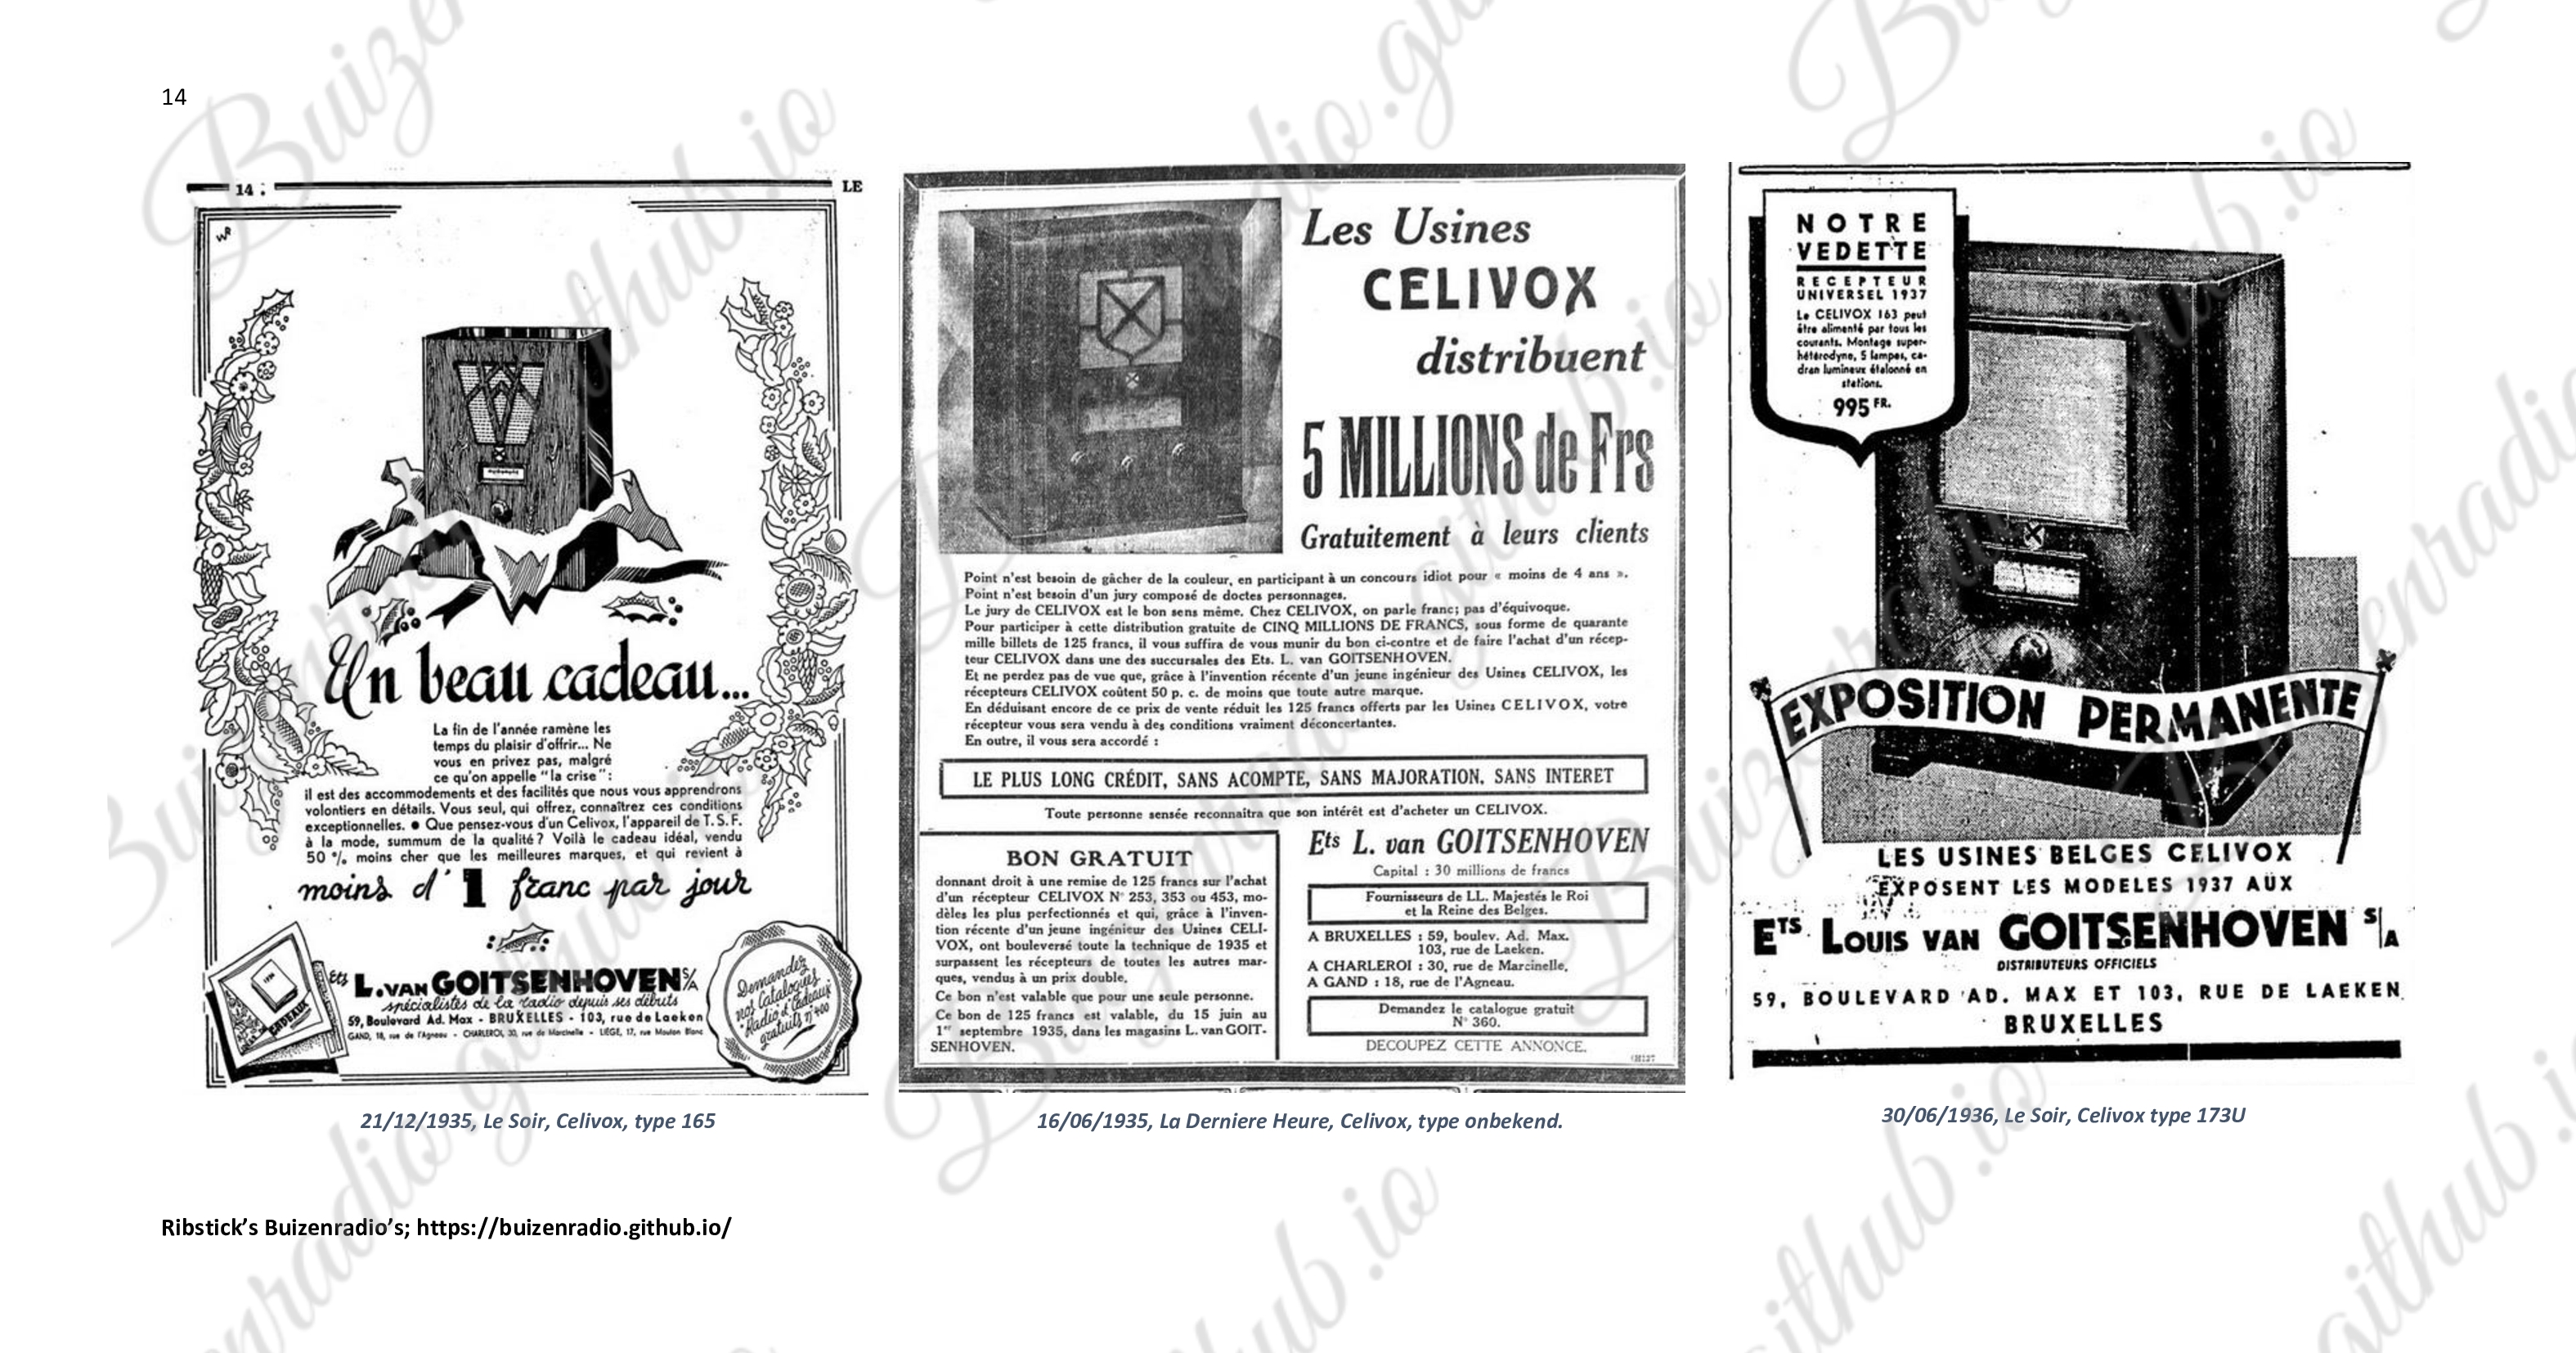 14
14
LE
WR
Un beau cadeau...
La fin de l'année ramène les
temps du plaisir d'offrir... Ne
vous en privez pas, malgré
ce qu'on appelle "la crise":
il est des accommodements et des facilités que nous vous apprendrons
volontiers en détails. Vous seul, qui offrez, connaîtrez ces conditions
exceptionnelles. ● Que pensez-vous d'un Celivox, l'appareil de T.S.F.
à la mode, summum de la qualité? Voilà le cadeau idéal, vendu
50 % moins cher que les meilleures marques, et qui revient à
moins d'1 franc par jour
CADEAUX
Ets L. VAN GOITSENHOVEN S/A
spécialistes de la radio depuis ses débuts
59, Boulevard Ad. Max - BRUXELLES - 103, rue de Laeken
GAND, 18, rue de l'Agneau - CHARLEROI, 30, rue de Marcinelle - LIÉGE, 17, rue Mouton Blanc
Demandez
nos Catalogues
"Radio & Cadeaux
gratuits n° 400
21/12/1935, Le Soir, Celivox, type 165
Les Usines
CELIVOX
distribuent
5 MILLIONS de Frs
Gratuitement à leurs clients
Point n'est besoin de gâcher de la couleur, en participant à un concours idiot pour « moins de 4 ans ».
Point n'est besoin d'un jury composé de doctes personnages.
Le jury de CELIVOX est le bon sens même. Chez CELIVOX, on parle franc; pas d'équivoque.
Pour participer à cette distribution gratuite de CINQ MILLIONS DE FRANCS, sous forme de quarante
mille billets de 125 francs, il vous suffira de vous munir du bon ci-contre et de faire l'achat d'un récep-
teur CELIVOX dans une des succursales des Ets. L. van GOITSENHOVEN.
Et ne perdez pas de vue que, grâce à l'invention récente d'un jeune ingénieur des Usines CELIVOX, les
récepteurs CELIVOX coûtent 50 p. c. de moins que toute autre marque.
En déduisant encore de ce prix de vente réduit les 125 francs offerts par les Usines CELIVOX, votre
récepteur vous sera vendu à des conditions vraiment déconcertantes.
En outre, il vous sera accordé :
LE PLUS LONG CRÉDIT, SANS ACOMPTE, SANS MAJORATION, SANS INTERET
Toute personne sensée reconnaîtra que son intérêt est d'acheter un CELIVOX.
BON GRATUIT
donnant droit à une remise de 125 francs sur l'achat
d'un récepteur CELIVOX N° 253, 353 ou 453, mo-
dèles les plus perfectionnés et qui, grâce à l'inven-
tion récente d'un jeune ingénieur des Usines CELI-
VOX, ont bouleversé toute la technique de 1935 et
surpassent les récepteurs de toutes les autres mar-
ques, vendus à un prix double.
Ce bon n'est valable que pour une seule personne.
Ce bon de 125 francs est valable, du 15 juin au
1er septembre 1935, dans les magasins L. van GOIT-
SENHOVEN.
Ets L. van GOITSENHOVEN
Capital : 30 millions de francs
Fournisseurs de LL. Majestés le Roi
et la Reine des Belges.
A BRUXELLES : 59, boulev. Ad. Max.
103, rue de Laeken.
A CHARLEROI : 30, rue de Marcinelle,
A GAND : 18, rue de l'Agneau.
Demandez le catalogue gratuit
N° 360.
DECOUPEZ CETTE ANNONCE.
16/06/1935, La Derniere Heure, Celivox, type onbekend.
NOTRE
VEDETTE
RECEPTEUR
UNIVERSEL 1937
Le CELIVOX 163 peut
être alimenté par tous les
courants. Montage super-
hétérodyne, 5 lampes, ca-
dran lumineux étalonné en
stations.
995 FR.
EXPOSITION PERMANENTE
LES USINES BELGES CELIVOX
EXPOSENT LES MODELES 1937 AUX
ETS. LOUIS VAN GOITSENHOVEN S/A
DISTRIBUTEURS OFFICIELS
59, BOULEVARD AD. MAX ET 103, RUE DE LAEKEN.
BRUXELLES
30/06/1936, Le Soir, Celivox type 173U
Ribstick's Buizenradio's; https://buizenradio.github.io/
Buizenradio.github.io